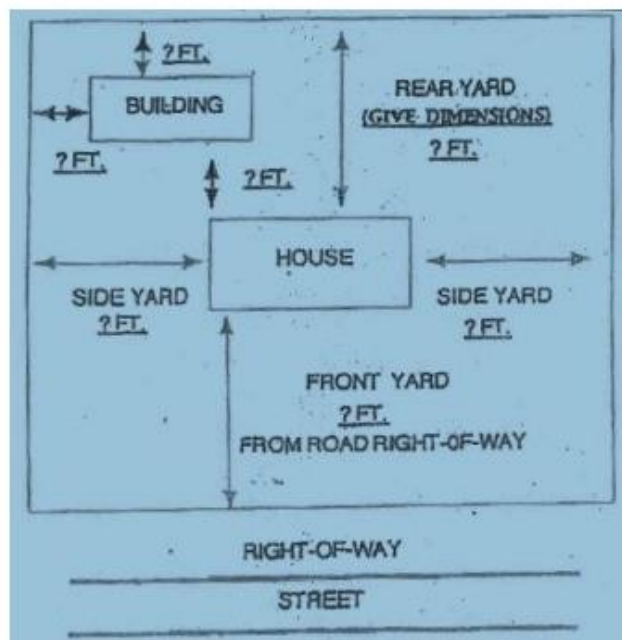 ? FT.
BUILDING
? FT.
? FT.
REAR YARD
(GIVE DIMENSIONS)
? FT.
HOUSE
SIDE YARD
? FT.
SIDE YARD
? FT.
FRONT YARD
? FT.
FROM ROAD RIGHT-OF-WAY
RIGHT-OF-WAY
STREET